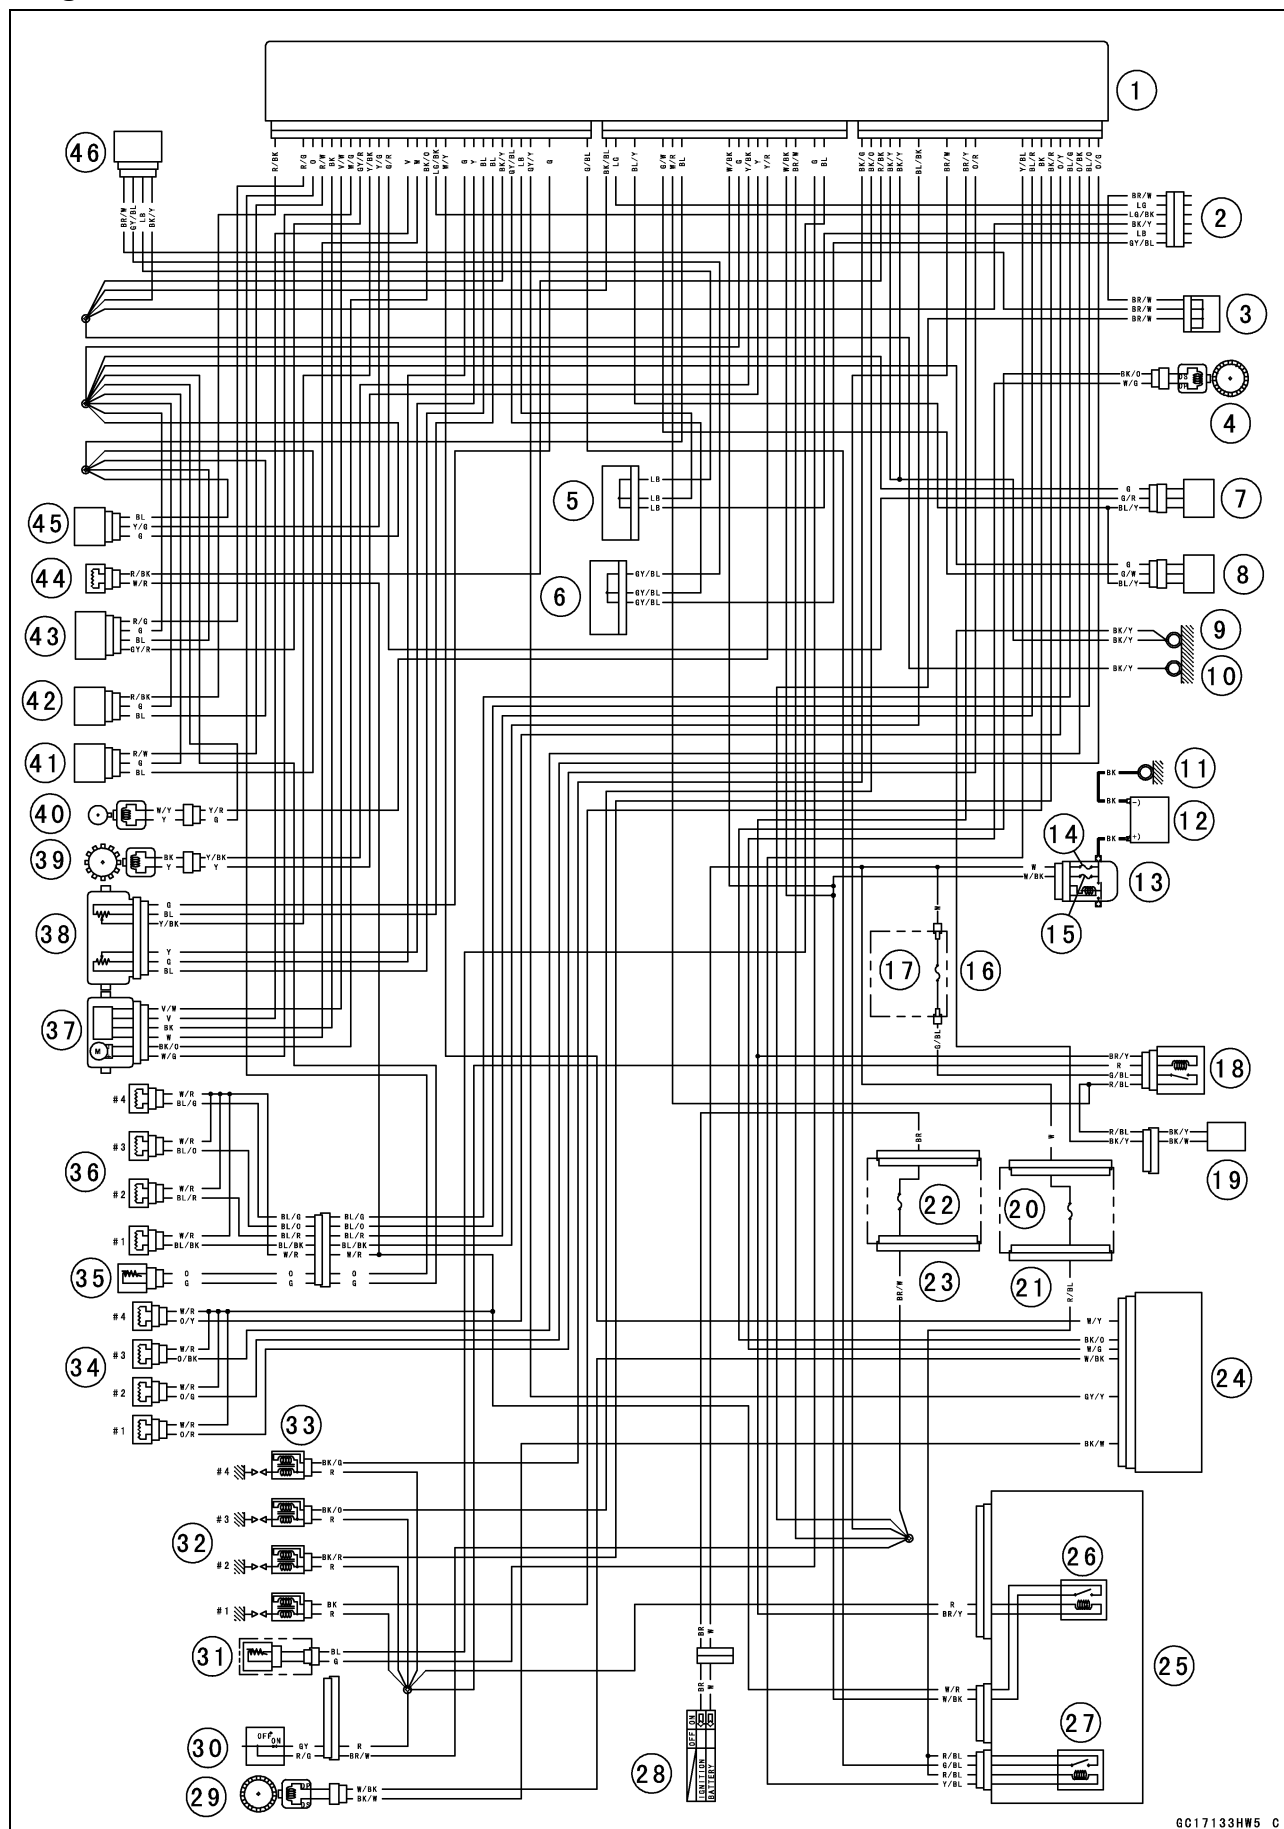 1
46
R/BK
R/G
O
R/W
BK
V/W
W/G
GY/R
Y/BK
Y/G
G/R
V
W
BK/O
LG/BK
W/Y
G
Y
BL
BL
BK/Y
GY/BL
LB
GY/Y
G
G/BL
BK/BL
LG
BL/Y
G/W
W/R
BL
W/BK
G
Y/BK
Y
Y/R
W/BK
BR/W
G
BL
BK/G
BK/O
R/BK
BK/Y
BK/Y
BL/BK
BR/W
BR/Y
O/R
Y/BL
BL/R
BK
BK/R
O/Y
BL/G
O/BK
BL/O
O/G
BR/W
GY/BL
LB
BK/Y
BR/W
LG
LG/BK
BK/Y
LB
GY/BL
2
BR/W
BR/W
BR/W
3
BK/O
W/G
4
5
LB
LB
LB
6
GY/BL
GY/BL
GY/BL
G
G/R
BL/Y
7
G
G/W
BL/Y
8
BK/Y
BK/Y
9
BK/Y
10
BK
BK
11
-)
+)
12
BK
14
W
W/BK
13
15
45
BL
Y/G
G
44
R/BK
W/R
43
R/G
G
BL
GY/R
42
R/BK
G
BL
41
R/W
G
BL
40
W/Y
Y
Y/R
G
39
BK
Y
Y/BK
Y
38
G
BL
Y/BK
Y
G
BL
37
M
V/W
V
BK
W
BK/O
W/G
W
17
16
G/BL
BR/Y
R
G/BL
R/BL
18
R/BL
BK/Y
BK/Y
BK/W
19
36
#4
W/R
BL/G
#3
W/R
BL/O
#2
W/R
BL/R
#1
W/R
BL/BK
BL/G
BL/O
BL/R
BL/BK
W/R
O
G
BL/G
BL/O
BL/R
BL/BK
W/R
O
G
35
O
G
34
#4
W/R
O/Y
#3
W/R
O/BK
#2
W/R
O/G
#1
W/R
O/R
BR
22
23
BR/W
W
20
21
R/BL
W/Y
BK/O
W/G
W/BK
GY/Y
BK/W
24
33
32
#4
BK/G
R
#3
BK/O
R
#2
BK/R
R
#1
BK
R
31
BL
G
30
OFF
ON
GY
R/G
R
BR/W
29
W/BK
BK/W
BR
W
BR
W
28
OFF
ON
IGNITION
BATTERY
26
R
BR/Y
25
W/R
W/BK
27
R/BL
G/BL
R/BL
Y/BL
GC17133HW5 C